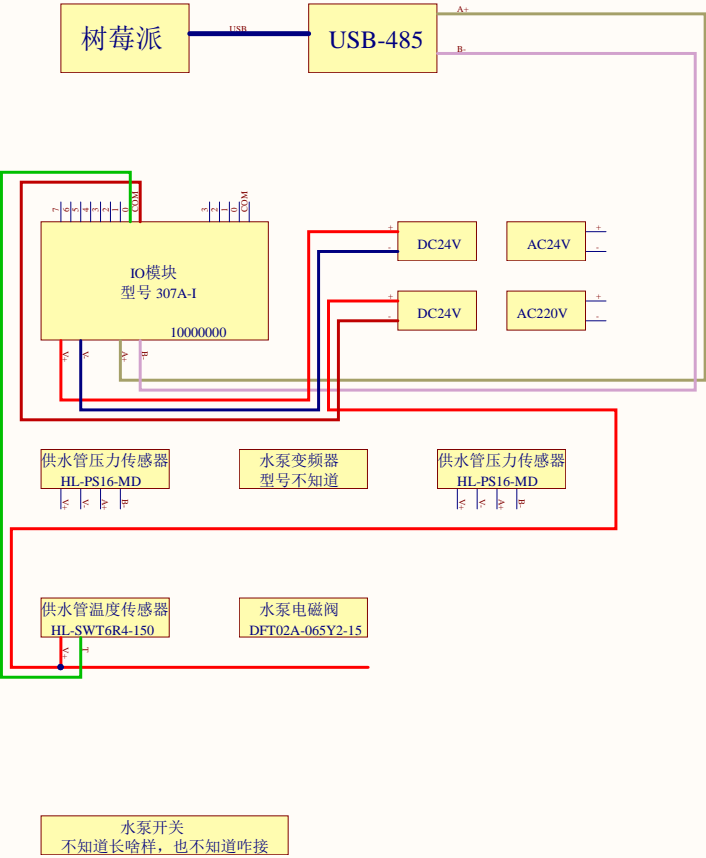 树莓派
USB
USB-485
A+
B-
7
6
5
4
3
2
1
0
COM
3
2
1
0
COM
IO模块
型号 307A-I
10000000
V+
V-
A+
B-
+
-
DC24V
AC24V
+
-
+
-
DC24V
AC220V
+
-
供水管压力传感器
HL-PS16-MD
V+
V-
A+
B-
水泵变频器
型号不知道
供水管压力传感器
HL-PS16-MD
V+
V-
A+
B-
供水管温度传感器
HL-SWT6R4-150
V+
T
水泵电磁阀
DFT02A-065Y2-15
水泵开关
不知道长啥样，也不知道咋接